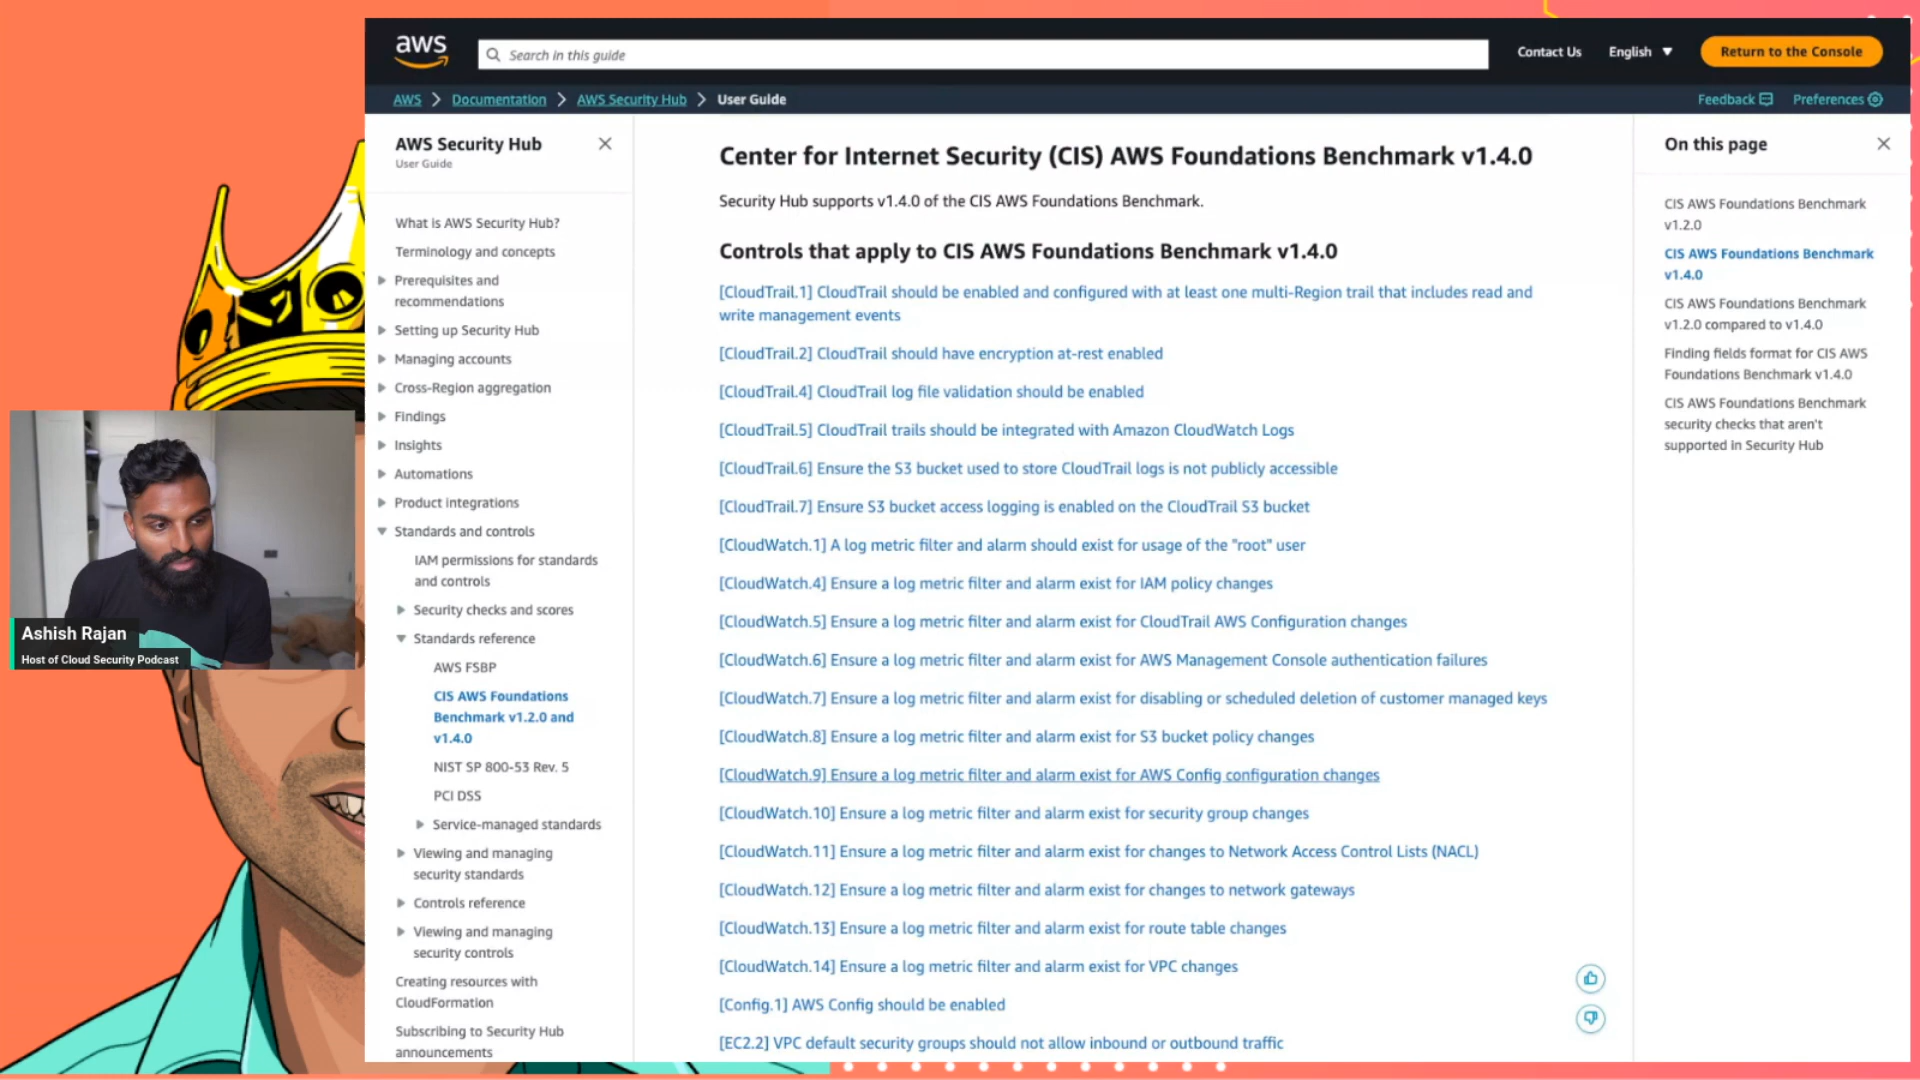 aws
Search in this guide
Contact Us
English
Return to the Console
AWS
Documentation
AWS Security Hub
User Guide
Feedback
Preferences
AWS Security Hub
User Guide
What is AWS Security Hub?
Terminology and concepts
Prerequisites and
recommendations
Setting up Security Hub
Managing accounts
Cross-Region aggregation
Findings
Insights
Automations
Product integrations
Standards and controls
IAM permissions for standards
and controls
Security checks and scores
Standards reference
AWS FSBP
CIS AWS Foundations
Benchmark v1.2.0 and
v1.4.0
NIST SP 800-53 Rev. 5
PCI DSS
Service-managed standards
Viewing and managing
security standards
Controls reference
Viewing and managing
security controls
Creating resources with
CloudFormation
Subscribing to Security Hub
announcements
Center for Internet Security (CIS) AWS Foundations Benchmark v1.4.0
Security Hub supports v1.4.0 of the CIS AWS Foundations Benchmark.
Controls that apply to CIS AWS Foundations Benchmark v1.4.0
[CloudTrail.1] CloudTrail should be enabled and configured with at least one multi-Region trail that includes read and
write management events
[CloudTrail.2] CloudTrail should have encryption at-rest enabled
[CloudTrail.4] CloudTrail log file validation should be enabled
[CloudTrail.5] CloudTrail trails should be integrated with Amazon CloudWatch Logs
[CloudTrail.6] Ensure the S3 bucket used to store CloudTrail logs is not publicly accessible
[CloudTrail.7] Ensure S3 bucket access logging is enabled on the CloudTrail S3 bucket
[CloudWatch.1] A log metric filter and alarm should exist for usage of the "root" user
[CloudWatch.4] Ensure a log metric filter and alarm exist for IAM policy changes
[CloudWatch.5] Ensure a log metric filter and alarm exist for CloudTrail AWS Configuration changes
[CloudWatch.6] Ensure a log metric filter and alarm exist for AWS Management Console authentication failures
[CloudWatch.7] Ensure a log metric filter and alarm exist for disabling or scheduled deletion of customer managed keys
[CloudWatch.8] Ensure a log metric filter and alarm exist for S3 bucket policy changes
[CloudWatch.9] Ensure a log metric filter and alarm exist for AWS Config configuration changes
[CloudWatch.10] Ensure a log metric filter and alarm exist for security group changes
[CloudWatch.11] Ensure a log metric filter and alarm exist for changes to Network Access Control Lists (NACL)
[CloudWatch.12] Ensure a log metric filter and alarm exist for changes to network gateways
[CloudWatch.13] Ensure a log metric filter and alarm exist for route table changes
[CloudWatch.14] Ensure a log metric filter and alarm exist for VPC changes
[Config.1] AWS Config should be enabled
[EC2.2] VPC default security groups should not allow inbound or outbound traffic
On this page
CIS AWS Foundations Benchmark
v1.2.0
CIS AWS Foundations Benchmark
v1.4.0
CIS AWS Foundations Benchmark
v1.2.0 compared to v1.4.0
Finding fields format for CIS AWS
Foundations Benchmark v1.4.0
CIS AWS Foundations Benchmark
security checks that aren't
supported in Security Hub
Ashish Rajan
Host of Cloud Security Podcast